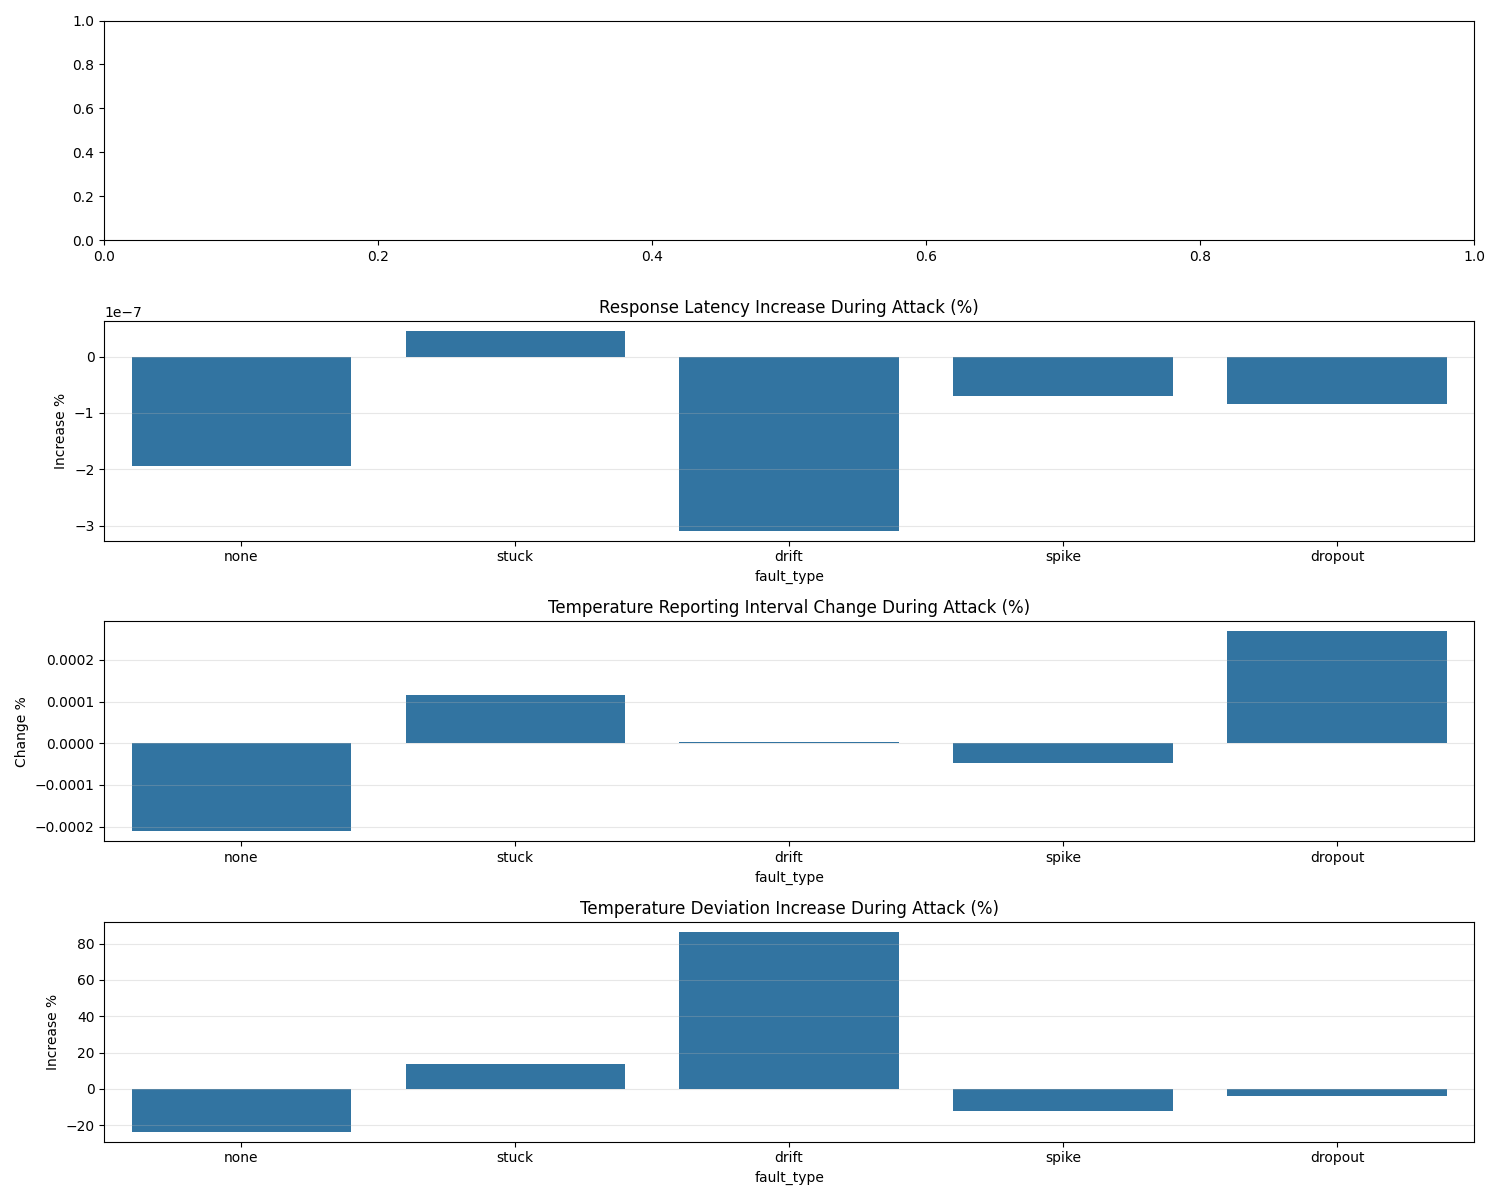 1.0
0.8
0.6
0.4
0.2
0.0
0.0 0.2 0.4 0.6 0.8 1.0
Response Latency Increase During Attack (%)
1e−7
0
−1
−2
−3
Increase %
none stuck drift spike dropout
fault_type
Temperature Reporting Interval Change During Attack (%)
0.0002
0.0001
0.0000
−0.0001
−0.0002
Change %
none stuck drift spike dropout
fault_type
Temperature Deviation Increase During Attack (%)
80
60
40
20
0
−20
Increase %
none stuck drift spike dropout
fault_type